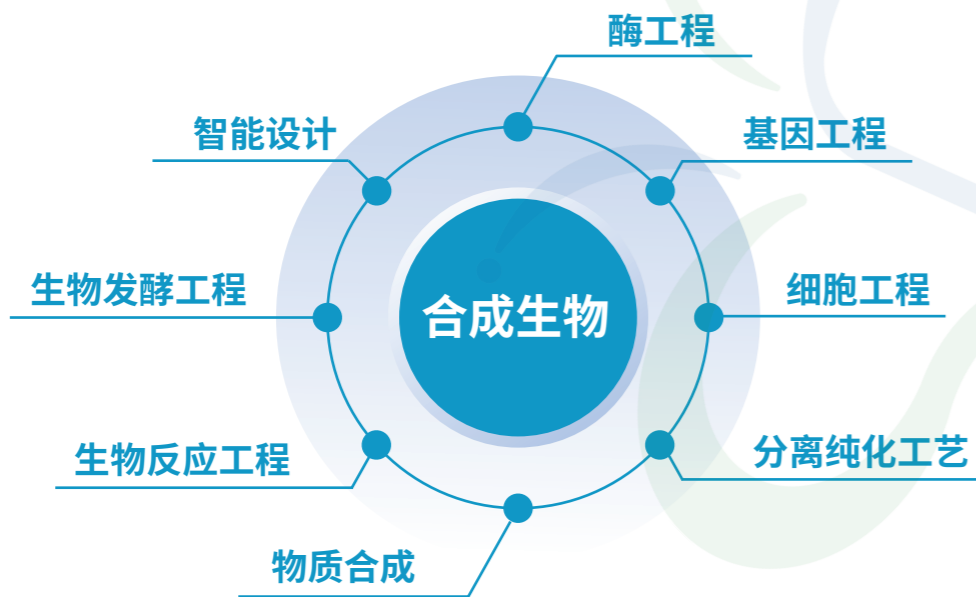 酶工程
智能设计
基因工程
生物发酵工程
细胞工程
合成生物
生物反应工程
分离纯化工艺
物质合成